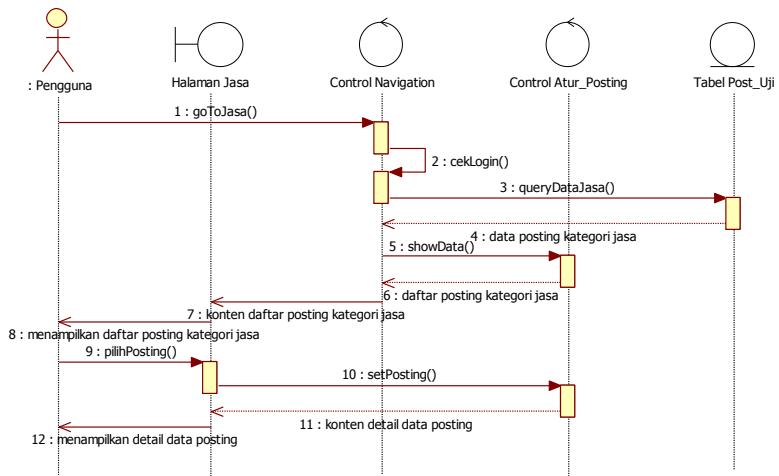 : Pengguna
Halaman Jasa
Control Navigation
Control Atur_Posting
Tabel Post_Uji
1 : goToJasa()
2 : cekLogin()
3 : queryDataJasa()
4 : data posting kategori jasa
5 : showData()
6 : daftar posting kategori jasa
7 : konten daftar posting kategori jasa
8 : menampilkan daftar posting kategori jasa
9 : pilihPosting()
10 : setPosting()
11 : konten detail data posting
12 : menampilkan detail data posting